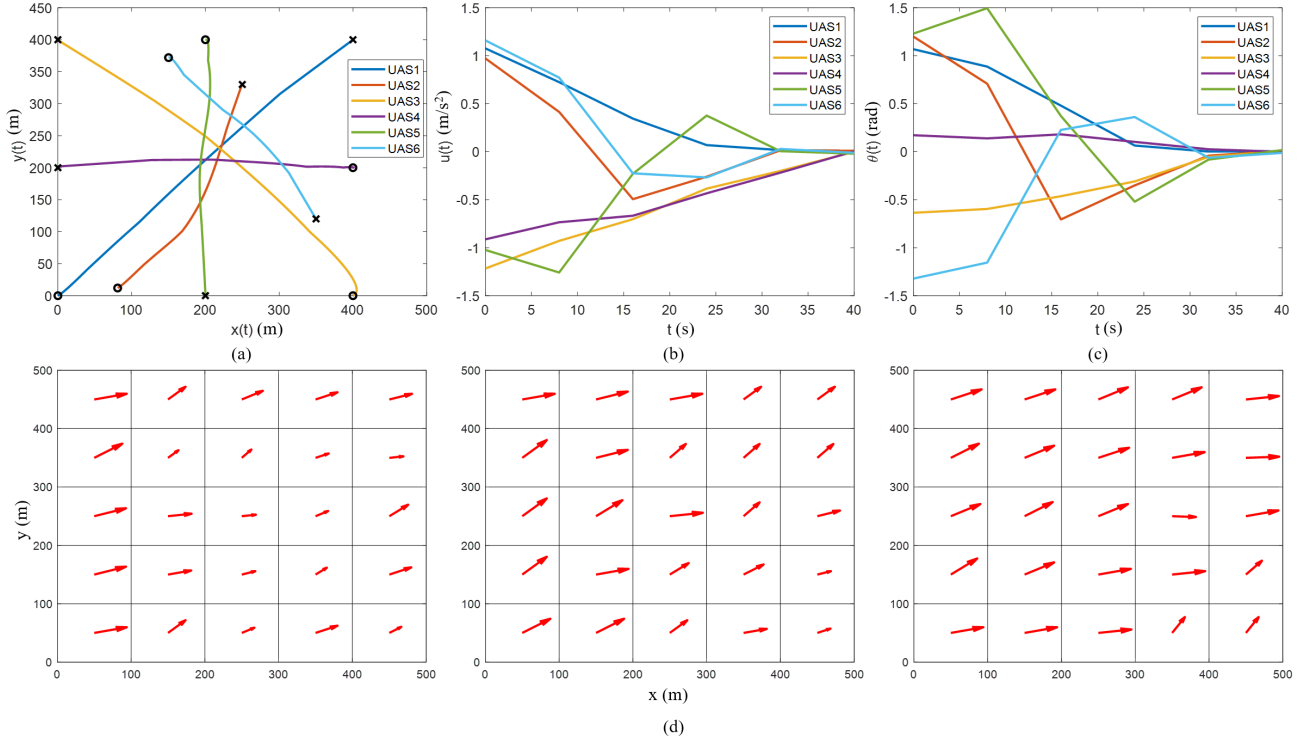 450
400
350
300
250
200
150
100
50
0
y(t) (m)
0 100 200 300 400 500
x(t) (m)
UAS1
UAS2
UAS3
UAS4
UAS5
UAS6
(a)
1.5
1
0.5
0
-0.5
-1
-1.5
u(t) (m/s²)
0 5 10 15 20 25 30 35 40
t (s)
UAS1
UAS2
UAS3
UAS4
UAS5
UAS6
(b)
1.5
1
0.5
0
-0.5
-1
-1.5
θ(t) (rad)
0 5 10 15 20 25 30 35 40
t (s)
UAS1
UAS2
UAS3
UAS4
UAS5
UAS6
(c)
500
400
300
200
100
0
y (m)
0 100 200 300 400 500
500
400
300
200
100
0
0 100 200 300 400 500
500
400
300
200
100
0
0 100 200 300 400 500
x (m)
(d)